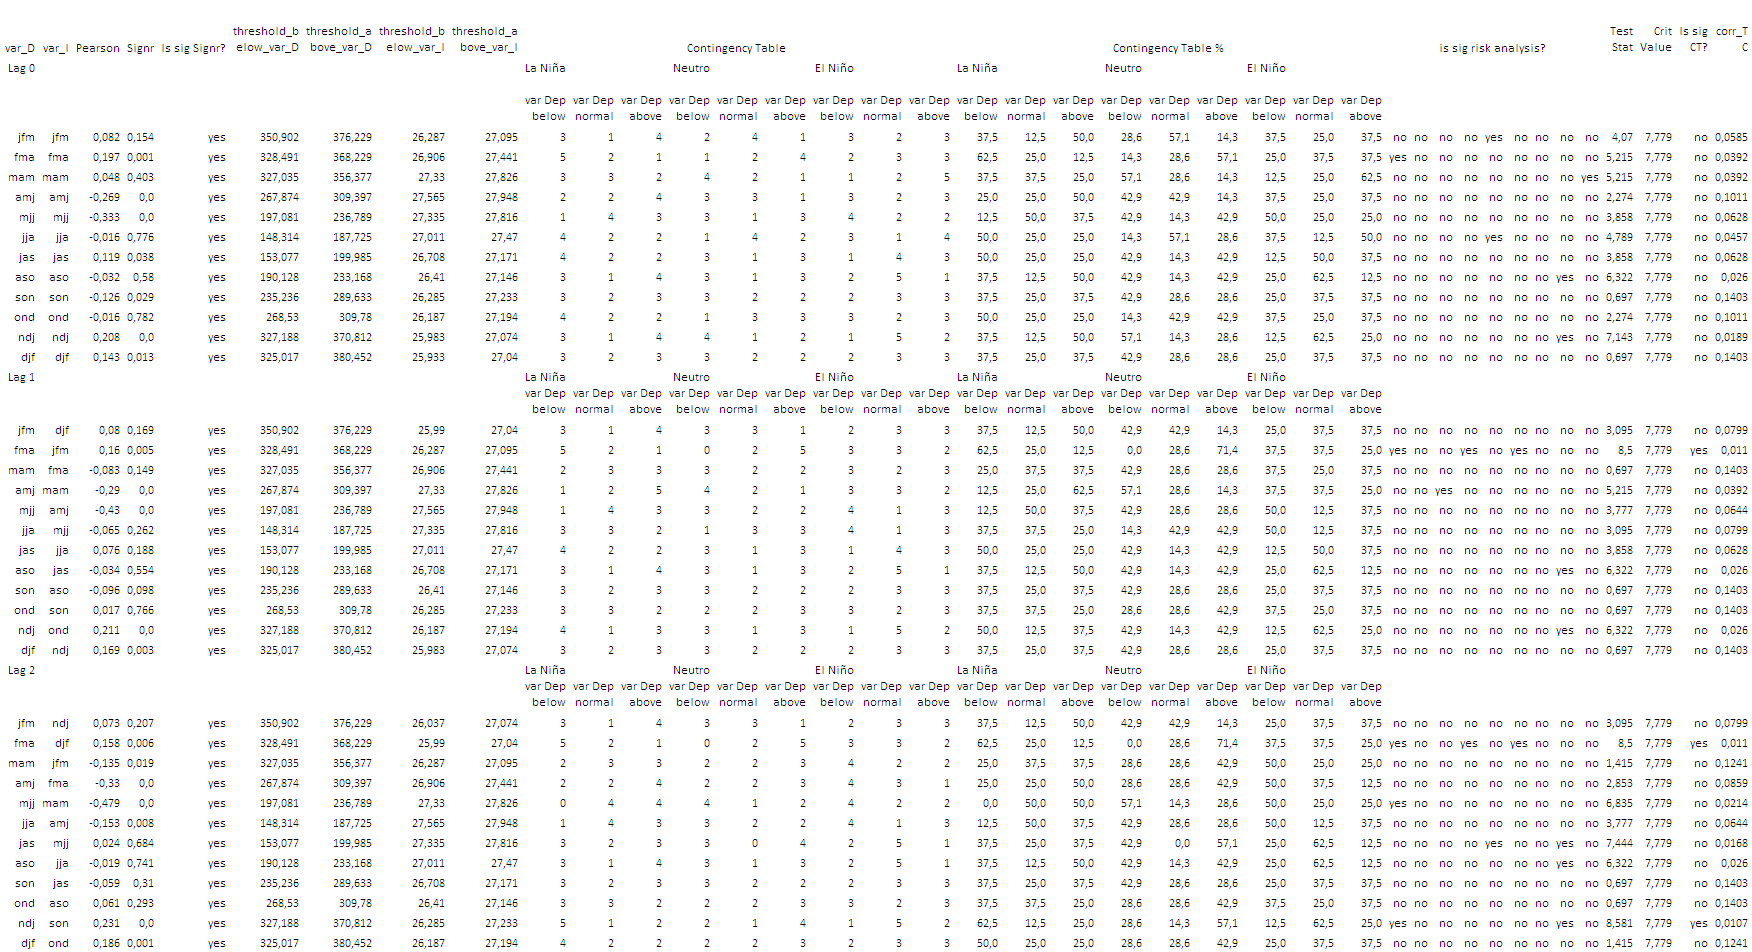 threshold_b threshold_a threshold_b threshold_a Test Crit Is sig corr_T
var_D var_I Pearson Signr Is sig Signr? elow_var_D bove_var_D elow_var_I bove_var_I Contingency Table Contingency Table % is sig risk analysis? Stat Value CT? C
Lag 0 La Niña Neutro El Niño La Niña Neutro El Niño
var Dep var Dep var Dep var Dep var Dep var Dep var Dep var Dep var Dep var Dep var Dep var Dep var Dep var Dep var Dep var Dep var Dep var Dep
below normal above below normal above below normal above below normal above below normal above below normal above
jfm jfm 0,082 0,154 yes 350,902 376,229 26,287 27,095 3 1 4 2 4 1 3 2 3 37,5 12,5 50,0 28,6 57,1 14,3 37,5 25,0 37,5 no no no no yes no no no no 4,07 7,779 no 0,0585
fma fma 0,197 0,001 yes 328,491 368,229 26,906 27,441 5 2 1 1 2 4 2 3 3 62,5 25,0 12,5 14,3 28,6 57,1 25,0 37,5 37,5 yes no no no no no no no no 5,215 7,779 no 0,0392
mam mam 0,048 0,403 yes 327,035 356,377 27,33 27,826 3 3 2 4 2 1 1 2 5 37,5 37,5 25,0 57,1 28,6 14,3 12,5 25,0 62,5 no no no no no no no no yes 5,215 7,779 no 0,0392
amj amj -0,269 0,0 yes 267,874 309,397 27,565 27,948 2 2 4 3 3 1 3 2 3 25,0 25,0 50,0 42,9 42,9 14,3 37,5 25,0 37,5 no no no no no no no no no 2,274 7,779 no 0,1011
mjj mjj -0,333 0,0 yes 197,081 236,789 27,335 27,816 1 4 3 3 1 3 4 2 2 12,5 50,0 37,5 42,9 14,3 42,9 50,0 25,0 25,0 no no no no no no no no no 3,858 7,779 no 0,0628
jja jja -0,016 0,776 yes 148,314 187,725 27,011 27,47 4 2 2 1 4 2 3 1 4 50,0 25,0 25,0 14,3 57,1 28,6 37,5 12,5 50,0 no no no no yes no no no no 4,789 7,779 no 0,0457
jas jas 0,119 0,038 yes 153,077 199,985 26,708 27,171 4 2 2 3 1 3 1 4 3 50,0 25,0 25,0 42,9 14,3 42,9 12,5 50,0 37,5 no no no no no no no no no 3,858 7,779 no 0,0628
aso aso -0,032 0,58 yes 190,128 233,168 26,41 27,146 3 1 4 3 1 3 2 5 1 37,5 12,5 50,0 42,9 14,3 42,9 25,0 62,5 12,5 no no no no no no no yes no 6,322 7,779 no 0,026
son son -0,126 0,029 yes 235,236 289,633 26,285 27,233 3 2 3 3 2 2 2 3 3 37,5 25,0 37,5 42,9 28,6 28,6 25,0 37,5 37,5 no no no no no no no no no 0,697 7,779 no 0,1403
ond ond -0,016 0,782 yes 268,53 309,78 26,187 27,194 4 2 2 1 3 3 3 2 3 50,0 25,0 25,0 14,3 42,9 42,9 37,5 25,0 37,5 no no no no no no no no no 2,274 7,779 no 0,1011
ndj ndj 0,208 0,0 yes 327,188 370,812 25,983 27,074 3 1 4 4 1 2 1 5 2 37,5 12,5 50,0 57,1 14,3 28,6 12,5 62,5 25,0 no no no no no no no yes no 7,143 7,779 no 0,0189
djf djf 0,143 0,013 yes 325,017 380,452 25,933 27,04 3 2 3 3 2 2 2 3 3 37,5 25,0 37,5 42,9 28,6 28,6 25,0 37,5 37,5 no no no no no no no no no 0,697 7,779 no 0,1403
Lag 1 La Niña Neutro El Niño La Niña Neutro El Niño
var Dep var Dep var Dep var Dep var Dep var Dep var Dep var Dep var Dep var Dep var Dep var Dep var Dep var Dep var Dep var Dep var Dep var Dep
below normal above below normal above below normal above below normal above below normal above below normal above
jfm djf 0,08 0,169 yes 350,902 376,229 25,99 27,04 3 1 4 3 3 1 2 3 3 37,5 12,5 50,0 42,9 42,9 14,3 25,0 37,5 37,5 no no no no no no no no no 3,095 7,779 no 0,0799
fma jfm 0,16 0,005 yes 328,491 368,229 26,287 27,095 5 2 1 0 2 5 3 3 2 62,5 25,0 12,5 0,0 28,6 71,4 37,5 37,5 25,0 yes no no yes no yes no no no 8,5 7,779 yes 0,011
mam fma -0,083 0,149 yes 327,035 356,377 26,906 27,441 2 3 3 3 2 2 3 2 3 25,0 37,5 37,5 42,9 28,6 28,6 37,5 25,0 37,5 no no no no no no no no no 0,697 7,779 no 0,1403
amj mam -0,29 0,0 yes 267,874 309,397 27,33 27,826 1 2 5 4 2 1 3 3 2 12,5 25,0 62,5 57,1 28,6 14,3 37,5 37,5 25,0 no no yes no no no no no no 5,215 7,779 no 0,0392
mjj amj -0,43 0,0 yes 197,081 236,789 27,565 27,948 1 4 3 3 2 2 4 1 3 12,5 50,0 37,5 42,9 28,6 28,6 50,0 12,5 37,5 no no no no no no no no no 3,777 7,779 no 0,0644
jja mjj -0,065 0,262 yes 148,314 187,725 27,335 27,816 3 3 2 1 3 3 4 1 3 37,5 37,5 25,0 14,3 42,9 42,9 50,0 12,5 37,5 no no no no no no no no no 3,095 7,779 no 0,0799
jas jja 0,076 0,188 yes 153,077 199,985 27,011 27,47 4 2 2 3 1 3 1 4 3 50,0 25,0 25,0 42,9 14,3 42,9 12,5 50,0 37,5 no no no no no no no no no 3,858 7,779 no 0,0628
aso jas -0,034 0,554 yes 190,128 233,168 26,708 27,171 3 1 4 3 1 3 2 5 1 37,5 12,5 50,0 42,9 14,3 42,9 25,0 62,5 12,5 no no no no no no no yes no 6,322 7,779 no 0,026
son aso -0,096 0,098 yes 235,236 289,633 26,41 27,146 3 2 3 3 2 2 2 3 3 37,5 25,0 37,5 42,9 28,6 28,6 25,0 37,5 37,5 no no no no no no no no no 0,697 7,779 no 0,1403
ond son 0,017 0,766 yes 268,53 309,78 26,285 27,233 3 3 2 2 2 3 3 2 3 37,5 37,5 25,0 28,6 28,6 42,9 37,5 25,0 37,5 no no no no no no no no no 0,697 7,779 no 0,1403
ndj ond 0,211 0,0 yes 327,188 370,812 26,187 27,194 4 1 3 3 1 3 1 5 2 50,0 12,5 37,5 42,9 14,3 42,9 12,5 62,5 25,0 no no no no no no no yes no 6,322 7,779 no 0,026
djf ndj 0,169 0,003 yes 325,017 380,452 25,983 27,074 3 2 3 3 2 2 2 3 3 37,5 25,0 37,5 42,9 28,6 28,6 25,0 37,5 37,5 no no no no no no no no no 0,697 7,779 no 0,1403
Lag 2 La Niña Neutro El Niño La Niña Neutro El Niño
var Dep var Dep var Dep var Dep var Dep var Dep var Dep var Dep var Dep var Dep var Dep var Dep var Dep var Dep var Dep var Dep var Dep var Dep
below normal above below normal above below normal above below normal above below normal above below normal above
jfm ndj 0,073 0,207 yes 350,902 376,229 26,037 27,074 3 1 4 3 3 1 2 3 3 37,5 12,5 50,0 42,9 42,9 14,3 25,0 37,5 37,5 no no no no no no no no no 3,095 7,779 no 0,0799
fma djf 0,158 0,006 yes 328,491 368,229 25,99 27,04 5 2 1 0 2 5 3 3 2 62,5 25,0 12,5 0,0 28,6 71,4 37,5 37,5 25,0 yes no no yes no yes no no no 8,5 7,779 yes 0,011
mam jfm -0,135 0,019 yes 327,035 356,377 26,287 27,095 2 3 3 2 2 3 4 2 2 25,0 37,5 37,5 28,6 28,6 42,9 50,0 25,0 25,0 no no no no no no no no no 1,415 7,779 no 0,1241
amj fma -0,33 0,0 yes 267,874 309,397 26,906 27,441 2 2 4 2 2 3 4 3 1 25,0 25,0 50,0 28,6 28,6 42,9 50,0 37,5 12,5 no no no no no no no no no 2,853 7,779 no 0,0859
mjj mam -0,479 0,0 yes 197,081 236,789 27,33 27,826 0 4 4 4 1 2 4 2 2 0,0 50,0 50,0 57,1 14,3 28,6 50,0 25,0 25,0 yes no no no no no no no no 6,835 7,779 no 0,0214
jja amj -0,153 0,008 yes 148,314 187,725 27,565 27,948 1 4 3 3 2 2 4 1 3 12,5 50,0 37,5 42,9 28,6 28,6 50,0 12,5 37,5 no no no no no no no no no 3,777 7,779 no 0,0644
jas mjj 0,024 0,684 yes 153,077 199,985 27,335 27,816 3 2 3 3 0 4 2 5 1 37,5 25,0 37,5 42,9 0,0 57,1 25,0 62,5 12,5 no no no no yes no no yes no 7,444 7,779 no 0,0168
aso jja -0,019 0,741 yes 190,128 233,168 27,011 27,47 3 1 4 3 1 3 2 5 1 37,5 12,5 50,0 42,9 14,3 42,9 25,0 62,5 12,5 no no no no no no no yes no 6,322 7,779 no 0,026
son jas -0,059 0,31 yes 235,236 289,633 26,708 27,171 3 2 3 3 2 2 2 3 3 37,5 25,0 37,5 42,9 28,6 28,6 25,0 37,5 37,5 no no no no no no no no no 0,697 7,779 no 0,1403
ond aso 0,061 0,293 yes 268,53 309,78 26,41 27,146 3 3 2 2 2 3 3 2 3 37,5 37,5 25,0 28,6 28,6 42,9 37,5 25,0 37,5 no no no no no no no no no 0,697 7,779 no 0,1403
ndj son 0,231 0,0 yes 327,188 370,812 26,285 27,233 5 1 2 2 1 4 1 5 2 62,5 12,5 25,0 28,6 14,3 57,1 12,5 62,5 25,0 yes no no no no no no yes no 8,581 7,779 yes 0,0107
djf ond 0,186 0,001 yes 325,017 380,452 26,187 27,194 4 2 2 2 2 3 2 3 3 50,0 25,0 25,0 28,6 28,6 42,9 25,0 37,5 37,5 no no no no no no no no no 1,415 7,779 no 0,1241